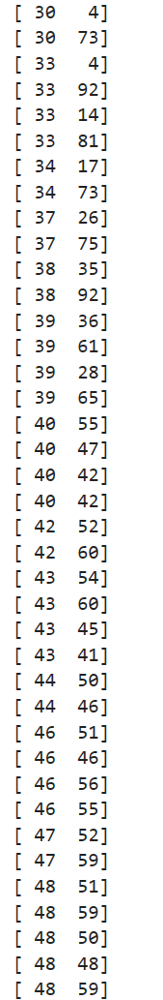 [ 30   4]
[ 30  73]
[ 33   4]
[ 33  92]
[ 33  14]
[ 33  81]
[ 34  17]
[ 34  73]
[ 37  26]
[ 37  75]
[ 38  35]
[ 38  92]
[ 39  36]
[ 39  61]
[ 39  28]
[ 39  65]
[ 40  55]
[ 40  47]
[ 40  42]
[ 40  42]
[ 42  52]
[ 42  60]
[ 43  54]
[ 43  60]
[ 43  45]
[ 43  41]
[ 44  50]
[ 44  46]
[ 46  51]
[ 46  46]
[ 46  56]
[ 46  55]
[ 47  52]
[ 47  59]
[ 48  51]
[ 48  59]
[ 48  50]
[ 48  48]
[ 48  59]